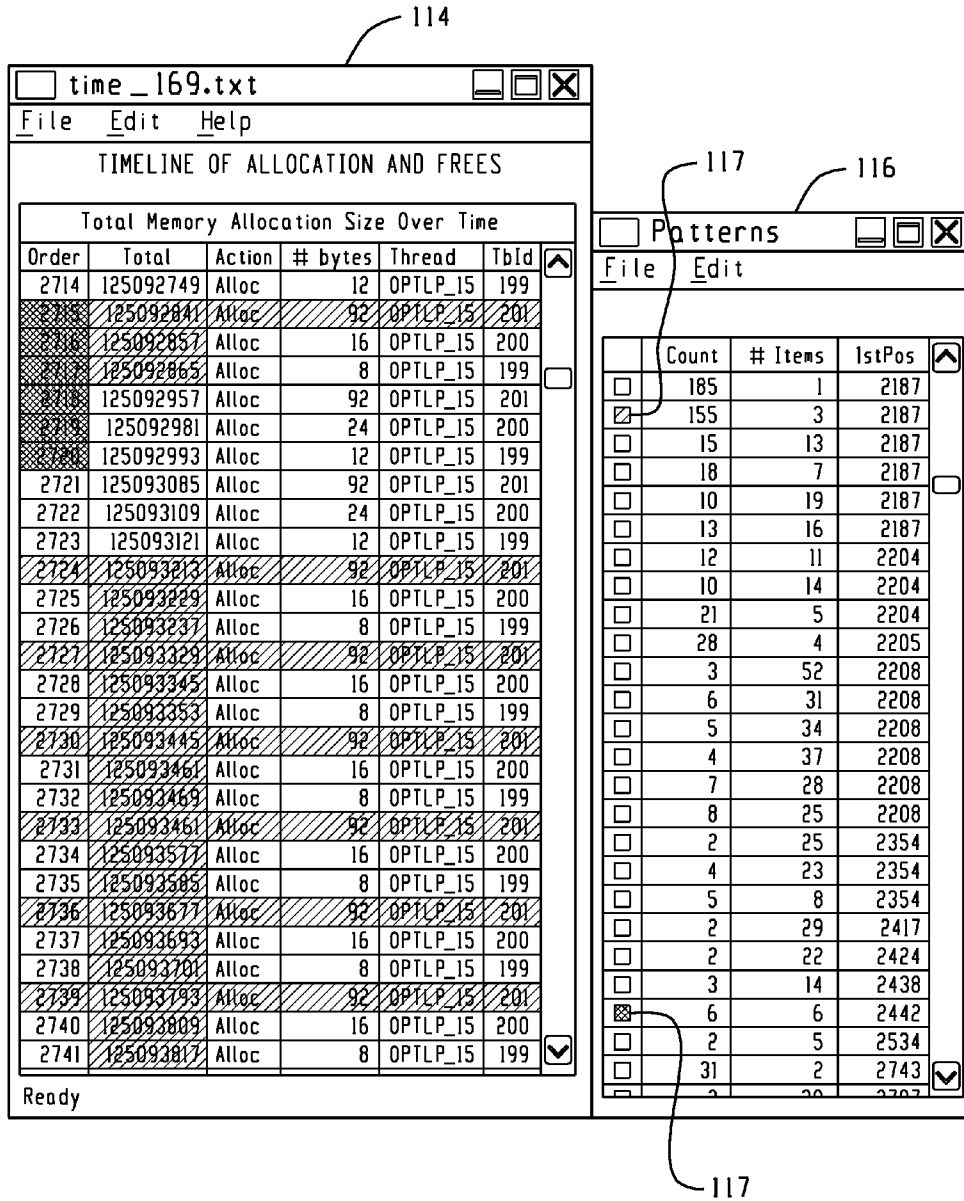 114
time_169.txt
File Edit Help
TIMELINE OF ALLOCATION AND FREES
Total Memory Allocation Size Over Time
Order Total Action # bytes Thread TbId
2714 125092749 Alloc 12 OPTLP_15 199
2715 125092841 Alloc 92 OPTLP_15 201
2716 125092857 Alloc 16 OPTLP_15 200
2717 125092865 Alloc 8 OPTLP_15 199
2718 125092957 Alloc 92 OPTLP_15 201
2719 125092981 Alloc 24 OPTLP_15 200
2720 125092993 Alloc 12 OPTLP_15 199
2721 125093085 Alloc 92 OPTLP_15 201
2722 125093109 Alloc 24 OPTLP_15 200
2723 125093121 Alloc 12 OPTLP_15 199
2724 125093213 Alloc 92 OPTLP_15 201
2725 125093229 Alloc 16 OPTLP_15 200
2726 125093237 Alloc 8 OPTLP_15 199
2727 125093329 Alloc 92 OPTLP_15 201
2728 125093345 Alloc 16 OPTLP_15 200
2729 125093353 Alloc 8 OPTLP_15 199
2730 125093445 Alloc 92 OPTLP_15 201
2731 125093461 Alloc 16 OPTLP_15 200
2732 125093469 Alloc 8 OPTLP_15 199
2733 125093461 Alloc 92 OPTLP_15 201
2734 125093577 Alloc 16 OPTLP_15 200
2735 125093585 Alloc 8 OPTLP_15 199
2736 125093677 Alloc 92 OPTLP_15 201
2737 125093693 Alloc 16 OPTLP_15 200
2738 125093701 Alloc 8 OPTLP_15 199
2739 125093793 Alloc 92 OPTLP_15 201
2740 125093809 Alloc 16 OPTLP_15 200
2741 125093817 Alloc 8 OPTLP_15 199
Ready
117
116
Patterns
File Edit
Count # Items 1stPos
185 1 2187
155 3 2187
15 13 2187
18 7 2187
10 19 2187
13 16 2187
12 11 2204
10 14 2204
21 5 2204
28 4 2205
3 52 2208
6 31 2208
5 34 2208
4 37 2208
7 28 2208
8 25 2208
2 25 2354
4 23 2354
5 8 2354
2 29 2417
2 22 2424
3 14 2438
6 6 2442
2 5 2534
31 2 2743
117